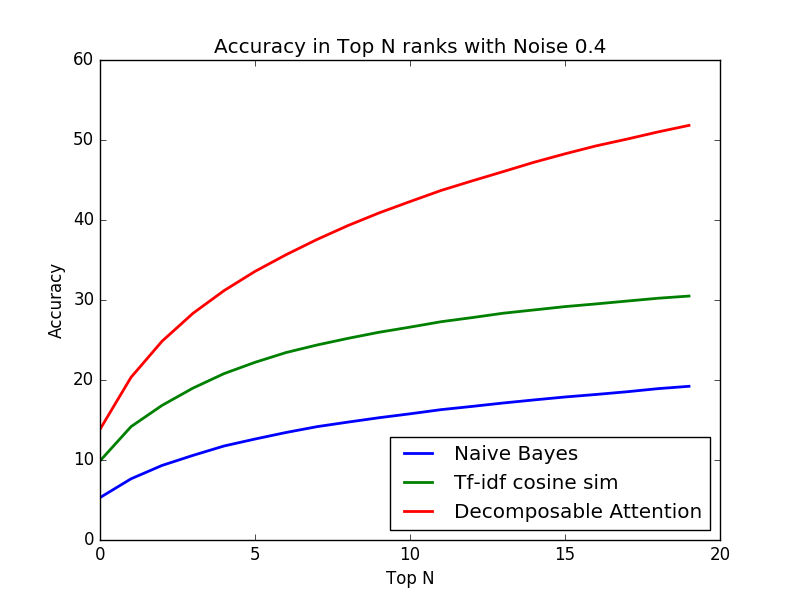 Accuracy in Top N ranks with Noise 0.4
60
50
40
30
20
10
0
Accuracy
Naive Bayes
Tf-idf cosine sim
Decomposable Attention
0 5 10 15 20
Top N